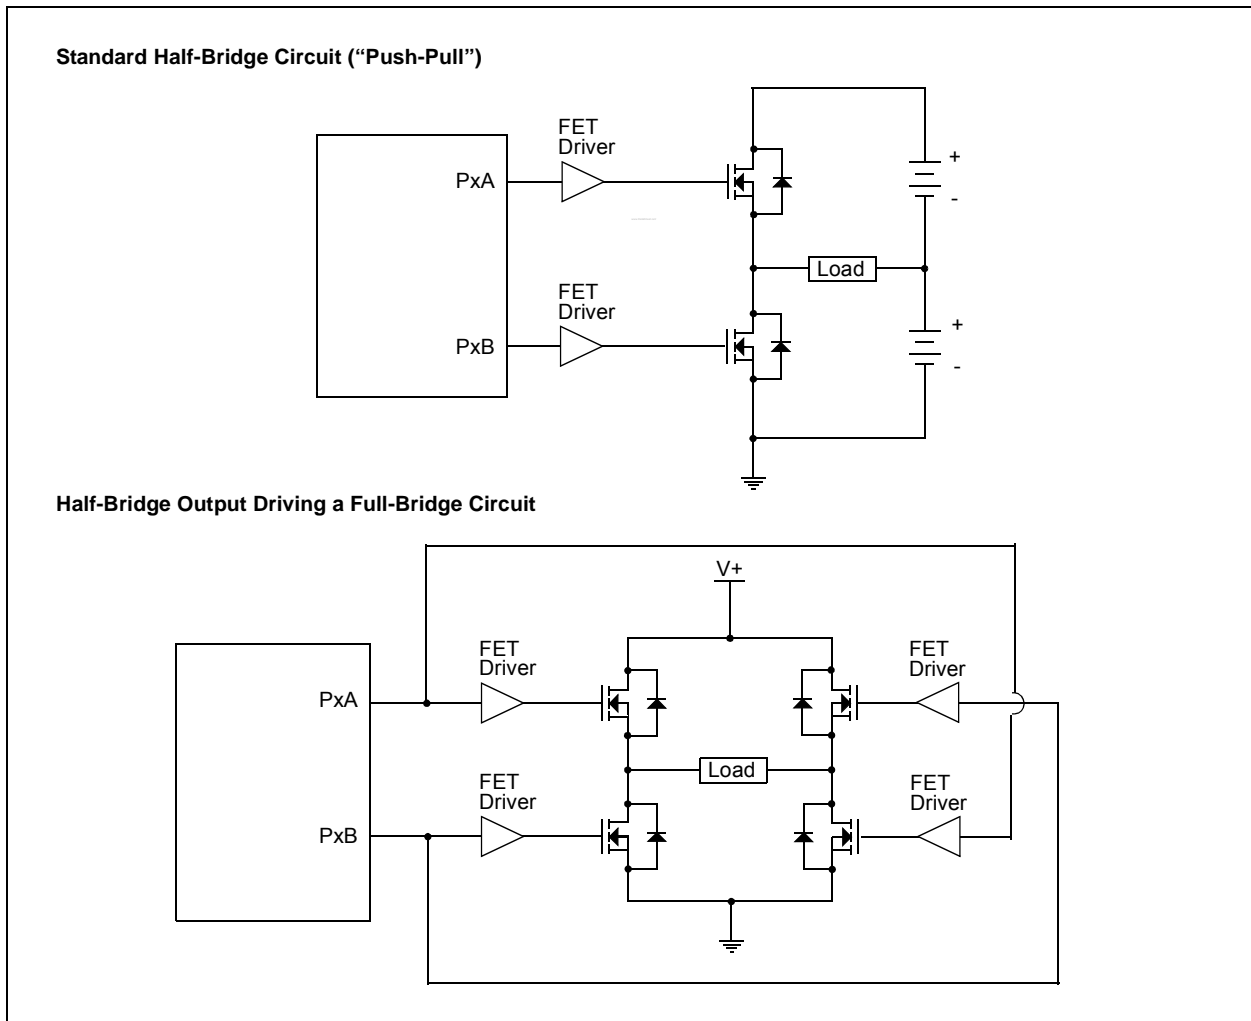 Standard Half-Bridge Circuit (“Push-Pull”)
FET
Driver
PxA
+
-
Load
FET
Driver
PxB
+
-
Half-Bridge Output Driving a Full-Bridge Circuit
V+
FET
Driver
FET
Driver
PxA
Load
FET
Driver
FET
Driver
PxB